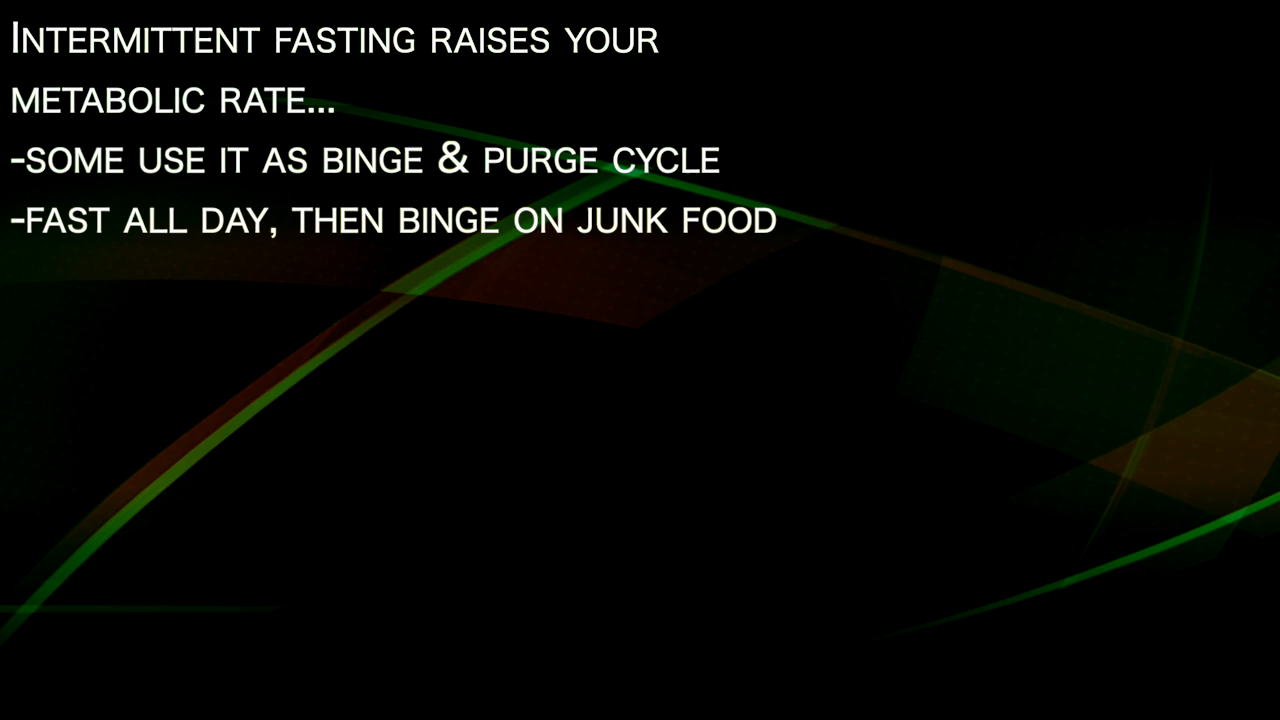 Intermittent fasting raises your
metabolic rate...
-some use it as binge & purge cycle
-fast all day, then binge on junk food